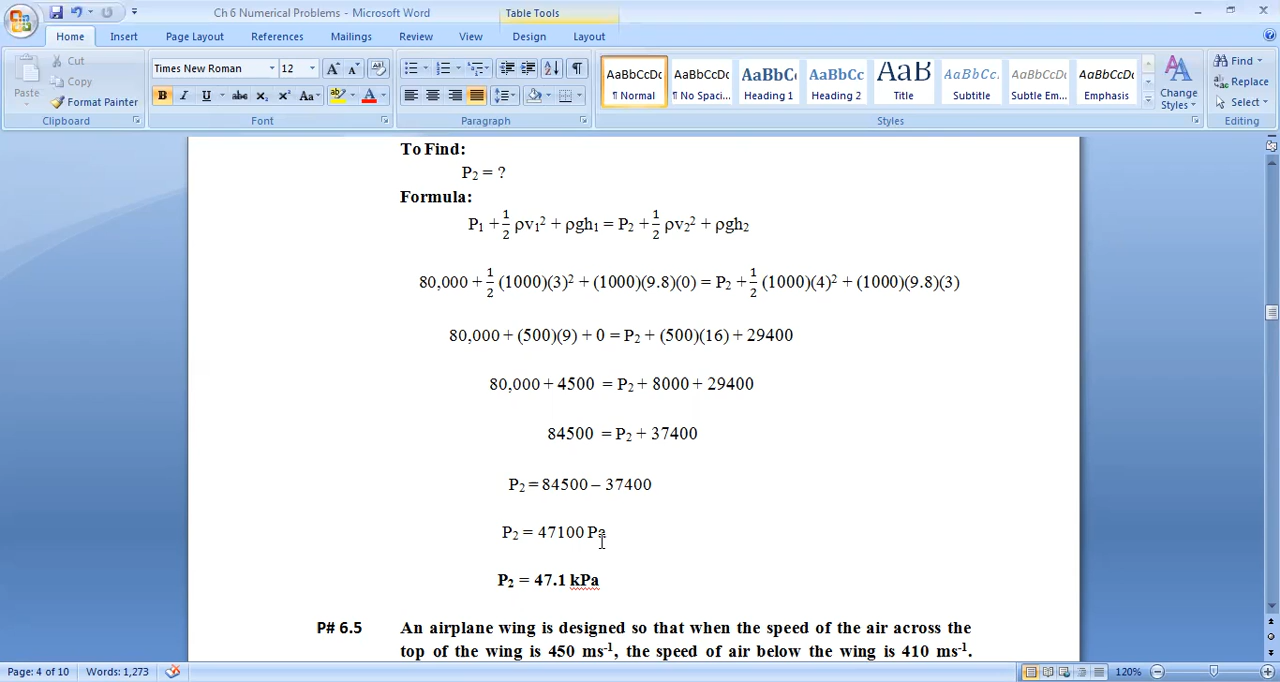 Ch 6 Numerical Problems - Microsoft Word
Table Tools
Home Insert Page Layout References Mailings Review View Design Layout
Paste
Cut
Copy
Format Painter
Clipboard
Times New Roman 12
B I U abc X₂ X² Aa
Font
Paragraph
AaBbCcDc AaBbCcDc AaBbC AaBbCc AaB AaBbCc. AaBbCcDc AaBbCcDc
¶ Normal ¶ No Spaci... Heading 1 Heading 2 Title Subtitle Subtle Em... Emphasis
Change Styles
Styles
Find
Replace
Select
Editing
To Find:
P₂ = ?
Formula:
P₁ + 1/2 ρv₁² + ρgh₁ = P₂ + 1/2 ρv₂² + ρgh₂
80,000 + 1/2 (1000)(3)² + (1000)(9.8)(0) = P₂ + 1/2 (1000)(4)² + (1000)(9.8)(3)
80,000 + (500)(9) + 0 = P₂ + (500)(16) + 29400
80,000 + 4500 = P₂ + 8000 + 29400
84500 = P₂ + 37400
P₂ = 84500 – 37400
P₂ = 47100 Pa
P₂ = 47.1 kPa
P# 6.5 An airplane wing is designed so that when the speed of the air across the
top of the wing is 450 ms⁻¹, the speed of air below the wing is 410 ms⁻¹.
Page: 4 of 10 Words: 1,273 120%